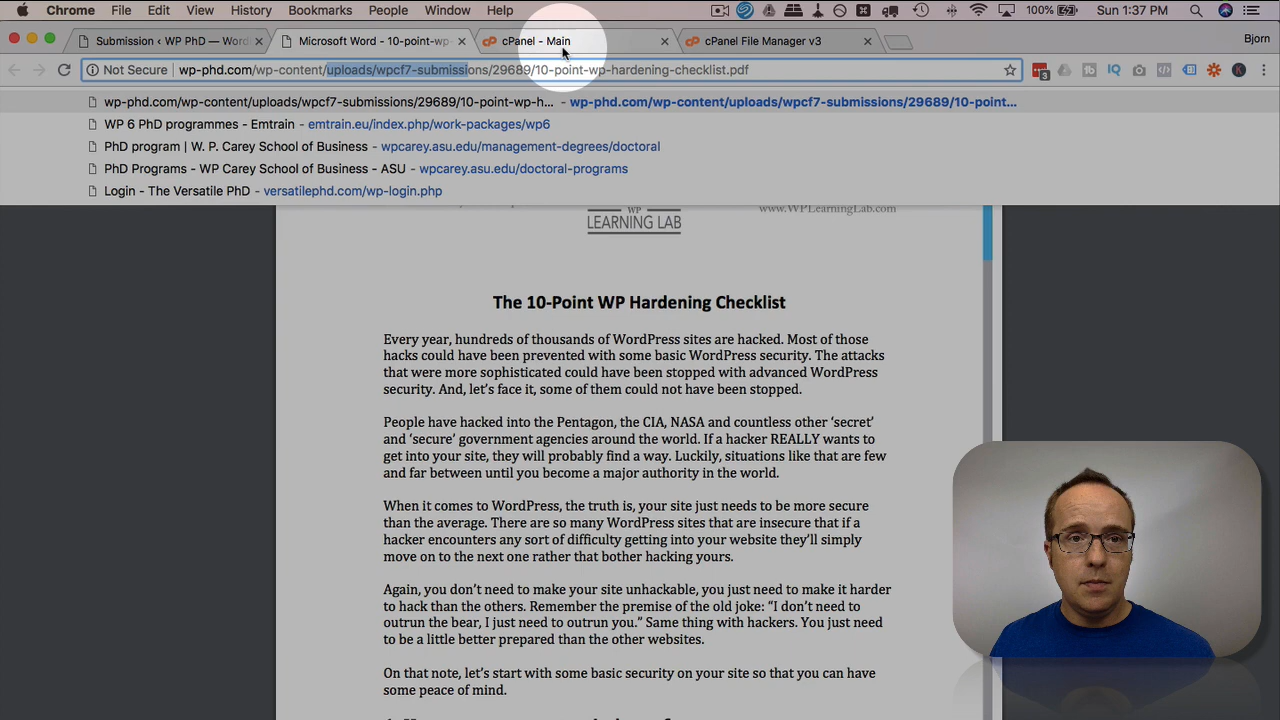 Chrome File Edit View History Bookmarks People Window Help 100% Sun 1:37 PM
Submission ‹ WP PhD — Word
Microsoft Word - 10-point-wp-
cPanel - Main
cPanel File Manager v3
Bjorn
Not Secure wp-phd.com/wp-content/uploads/wpcf7-submissions/29689/10-point-wp-hardening-checklist.pdf
wp-phd.com/wp-content/uploads/wpcf7-submissions/29689/10-point-wp-h... - wp-phd.com/wp-content/uploads/wpcf7-submissions/29689/10-point...
WP 6 PhD programmes - Emtrain - emtrain.eu/index.php/work-packages/wp6
PhD program | W. P. Carey School of Business - wpcarey.asu.edu/management-degrees/doctoral
PhD Programs - WP Carey School of Business - ASU - wpcarey.asu.edu/doctoral-programs
Login - The Versatile PhD - versatilephd.com/wp-login.php
WP
LEARNING LAB
www.WPLearningLab.com
The 10-Point WP Hardening Checklist
Every year, hundreds of thousands of WordPress sites are hacked. Most of those
hacks could have been prevented with some basic WordPress security. The attacks
that were more sophisticated could have been stopped with advanced WordPress
security. And, let's face it, some of them could not have been stopped.
People have hacked into the Pentagon, the CIA, NASA and countless other 'secret'
and 'secure' government agencies around the world. If a hacker REALLY wants to
get into your site, they will probably find a way. Luckily, situations like that are few
and far between until you become a major authority in the world.
When it comes to WordPress, the truth is, your site just needs to be more secure
than the average. There are so many WordPress sites that are insecure that if a
hacker encounters any sort of difficulty getting into your website they'll simply
move on to the next one rather that bother hacking yours.
Again, you don't need to make your site unhackable, you just need to make it harder
to hack than the others. Remember the premise of the old joke: "I don't need to
outrun the bear, I just need to outrun you." Same thing with hackers. You just need
to be a little better prepared than the other websites.
On that note, let's start with some basic security on your site so that you can have
some peace of mind.